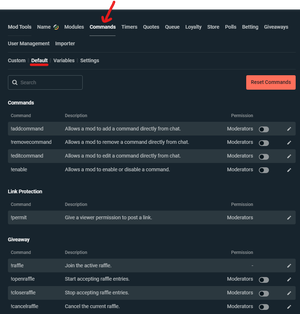 Mod Tools Name Modules Commands Timers Quotes Queue Loyalty Store Polls Betting Giveaways
User Management Importer
Custom Default Variables Settings
Search
Reset Commands
Commands
Command Description Permission
!addcommand Allows a mod to add a command directly from chat. Moderators
!removecommand Allows a mod to remove a command directly from chat. Moderators
!editcommand Allows a mod to edit a command directly from chat. Moderators
!enable Allows a mod to enable or disable a command. Moderators
Link Protection
Command Description Permission
!permit Give a viewer permission to post a link. Moderators
Giveaway
Command Description Permission
!raffle Join the active raffle. -
!openraffle Start accepting raffle entries. Moderators
!closeraffle Stop accepting raffle entries. Moderators
!cancelraffle Cancel the current raffle. Moderators